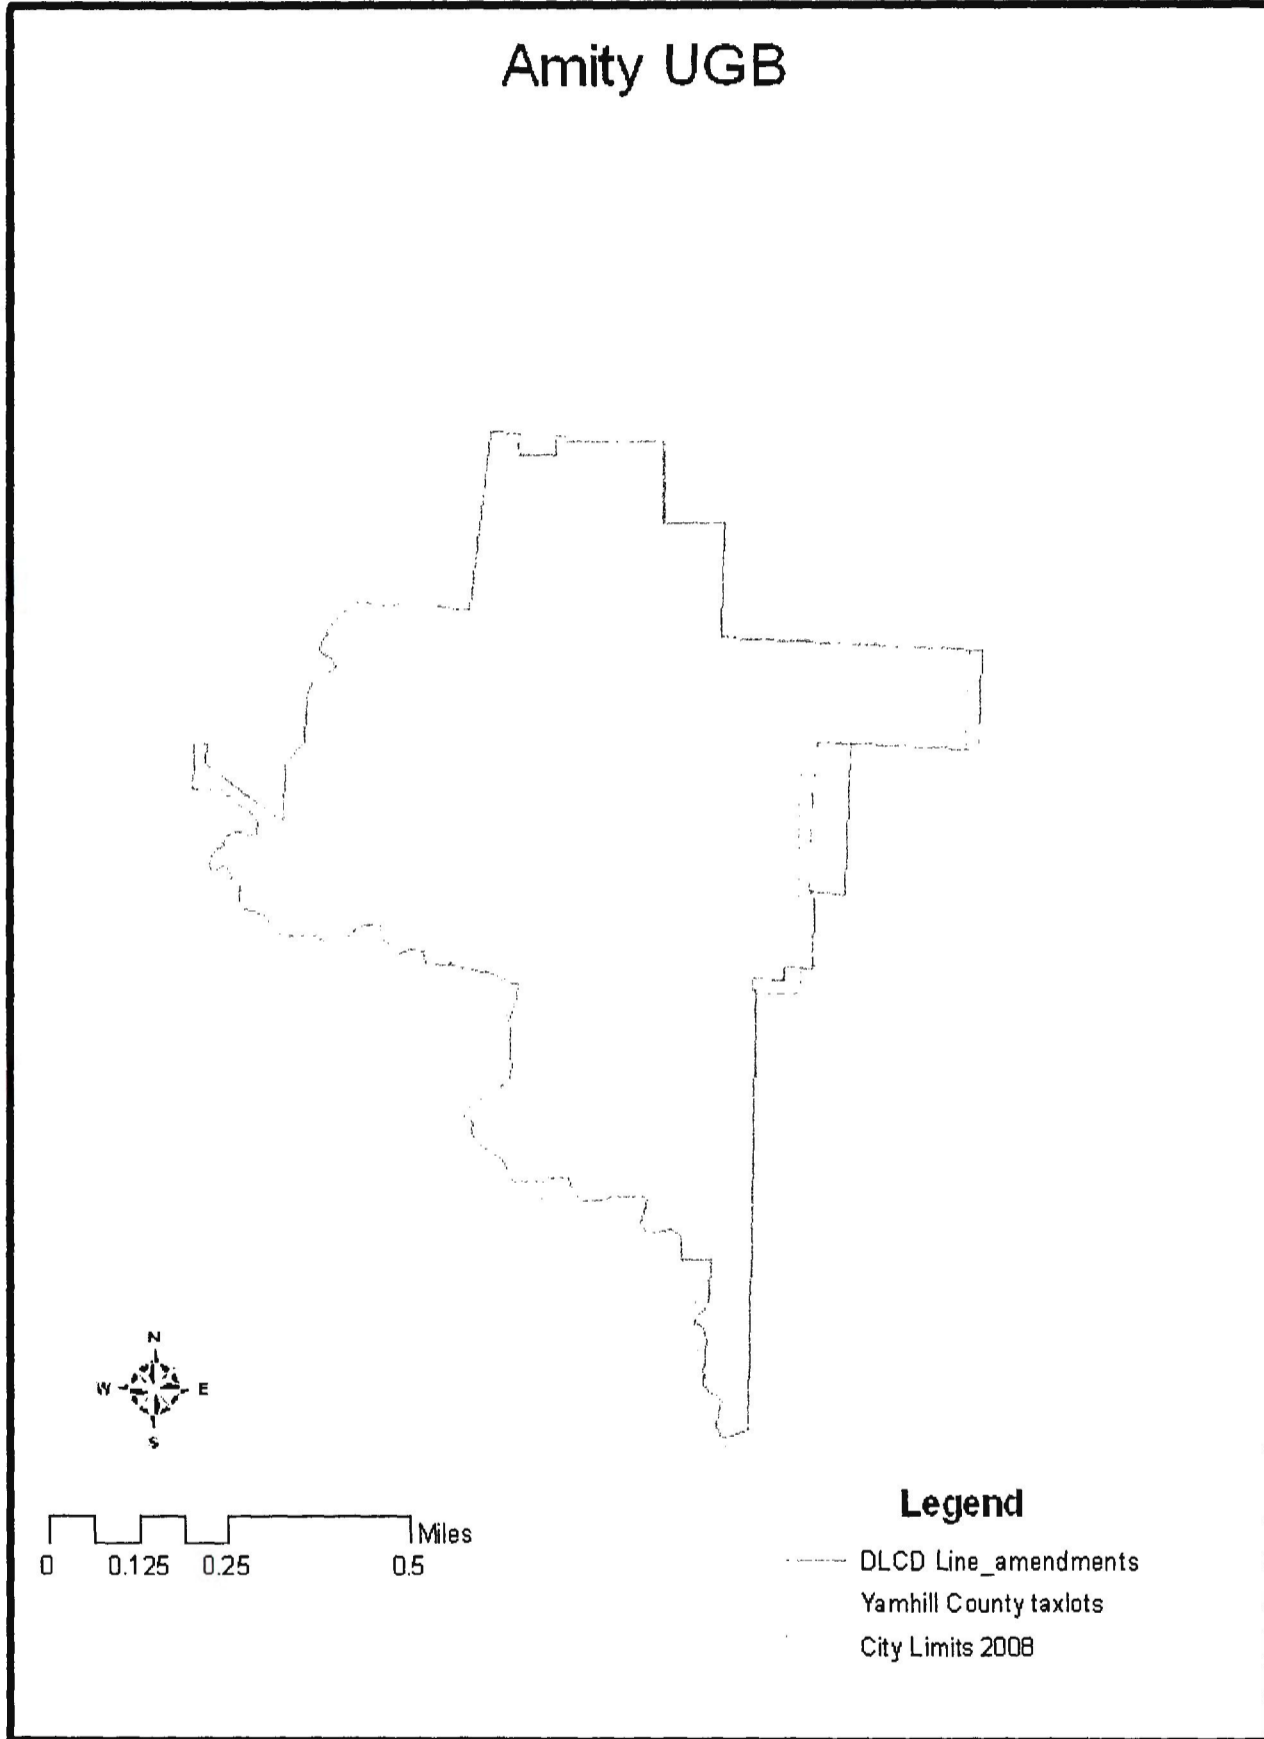 Amity UGB
N
W E
S
Miles
0 0.125 0.25 0.5
Legend
DLCD Line_amendments
Yamhill County taxlots
City Limits 2008